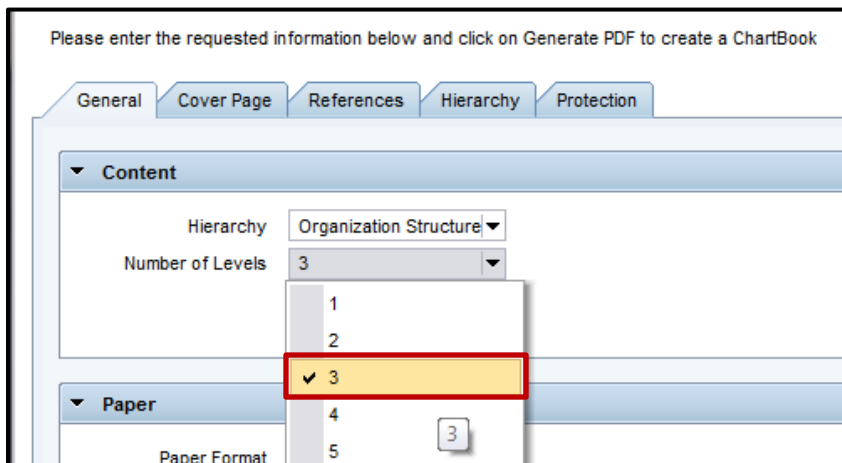 Please enter the requested information below and click on Generate PDF to create a ChartBook
General Cover Page References Hierarchy Protection
Content
Hierarchy Organization Structure
Number of Levels 3
1
2
3
Paper
4
3
Paper Format
5